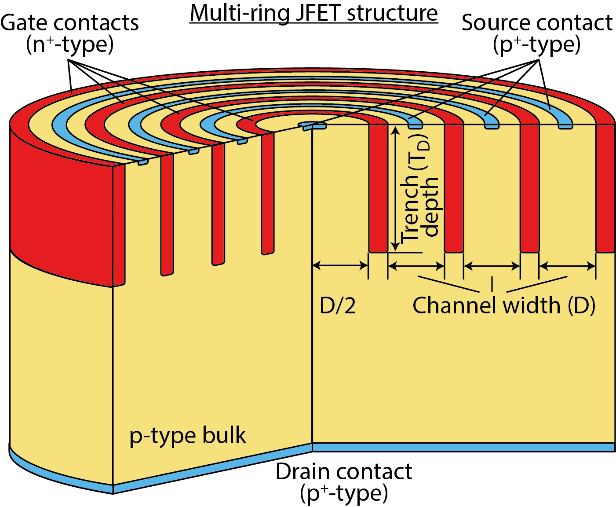 Multi-ring JFET structure
Gate contacts
(n⁺-type)
Source contact
(p⁺-type)
Trench (T_D)
depth
D/2
Channel width (D)
p-type bulk
Drain contact
(p⁺-type)